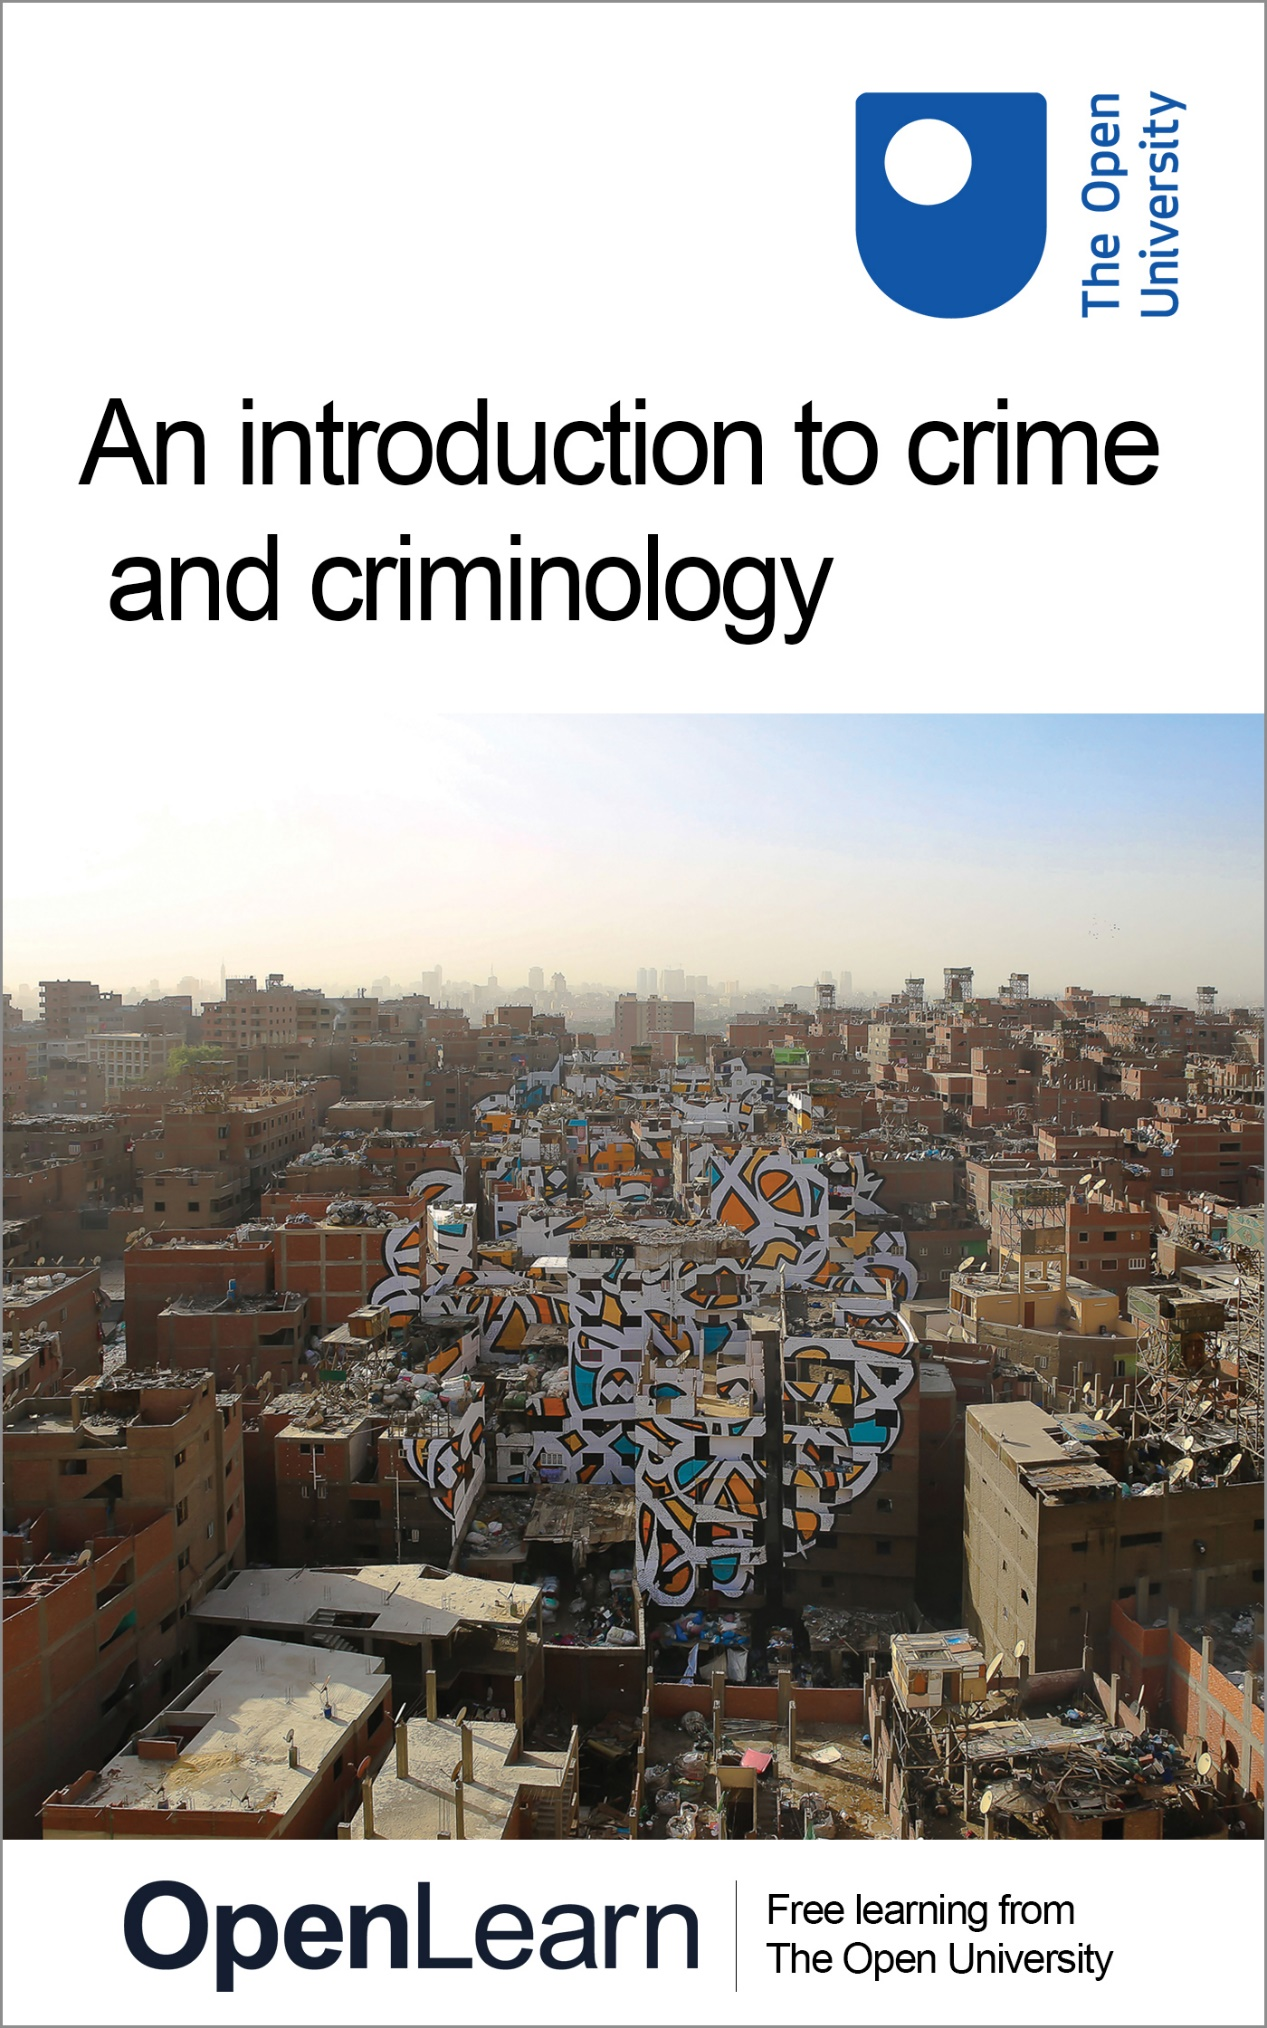 The Open
University
An introduction to crime
and criminology
OpenLearn
Free learning from
The Open University